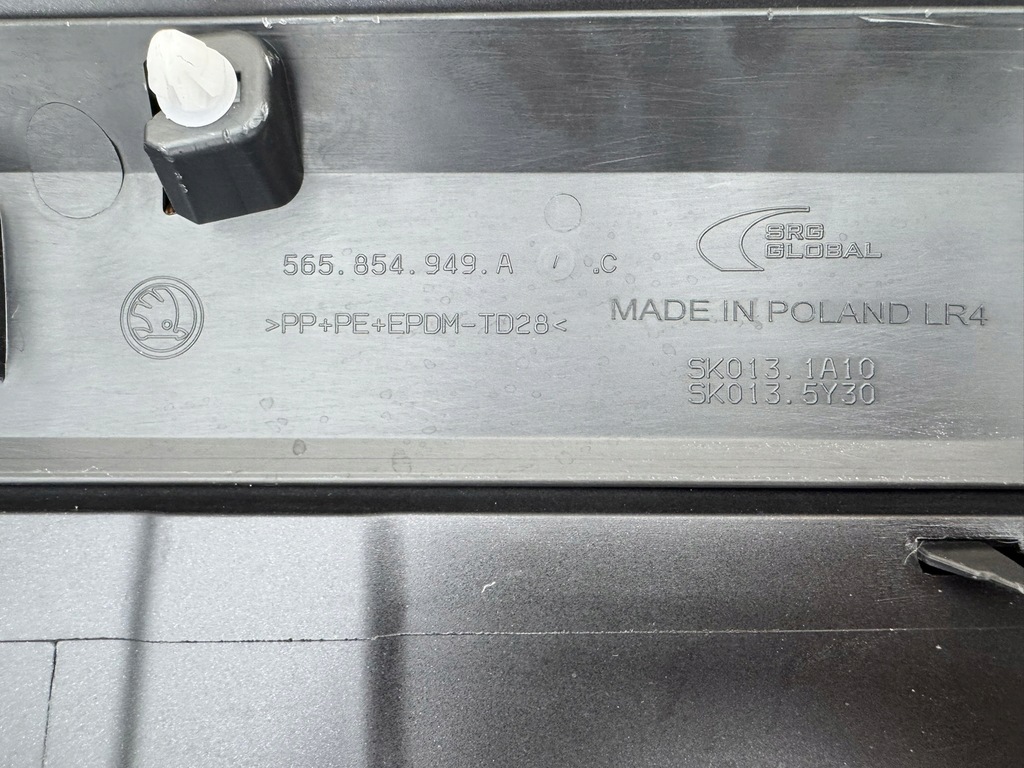 SRG
GLOBAL
565.854.949.A .C
>PP+PE+EPDM-TD28<
MADE IN POLAND LR4
SK013.1A10
SK013.5Y30